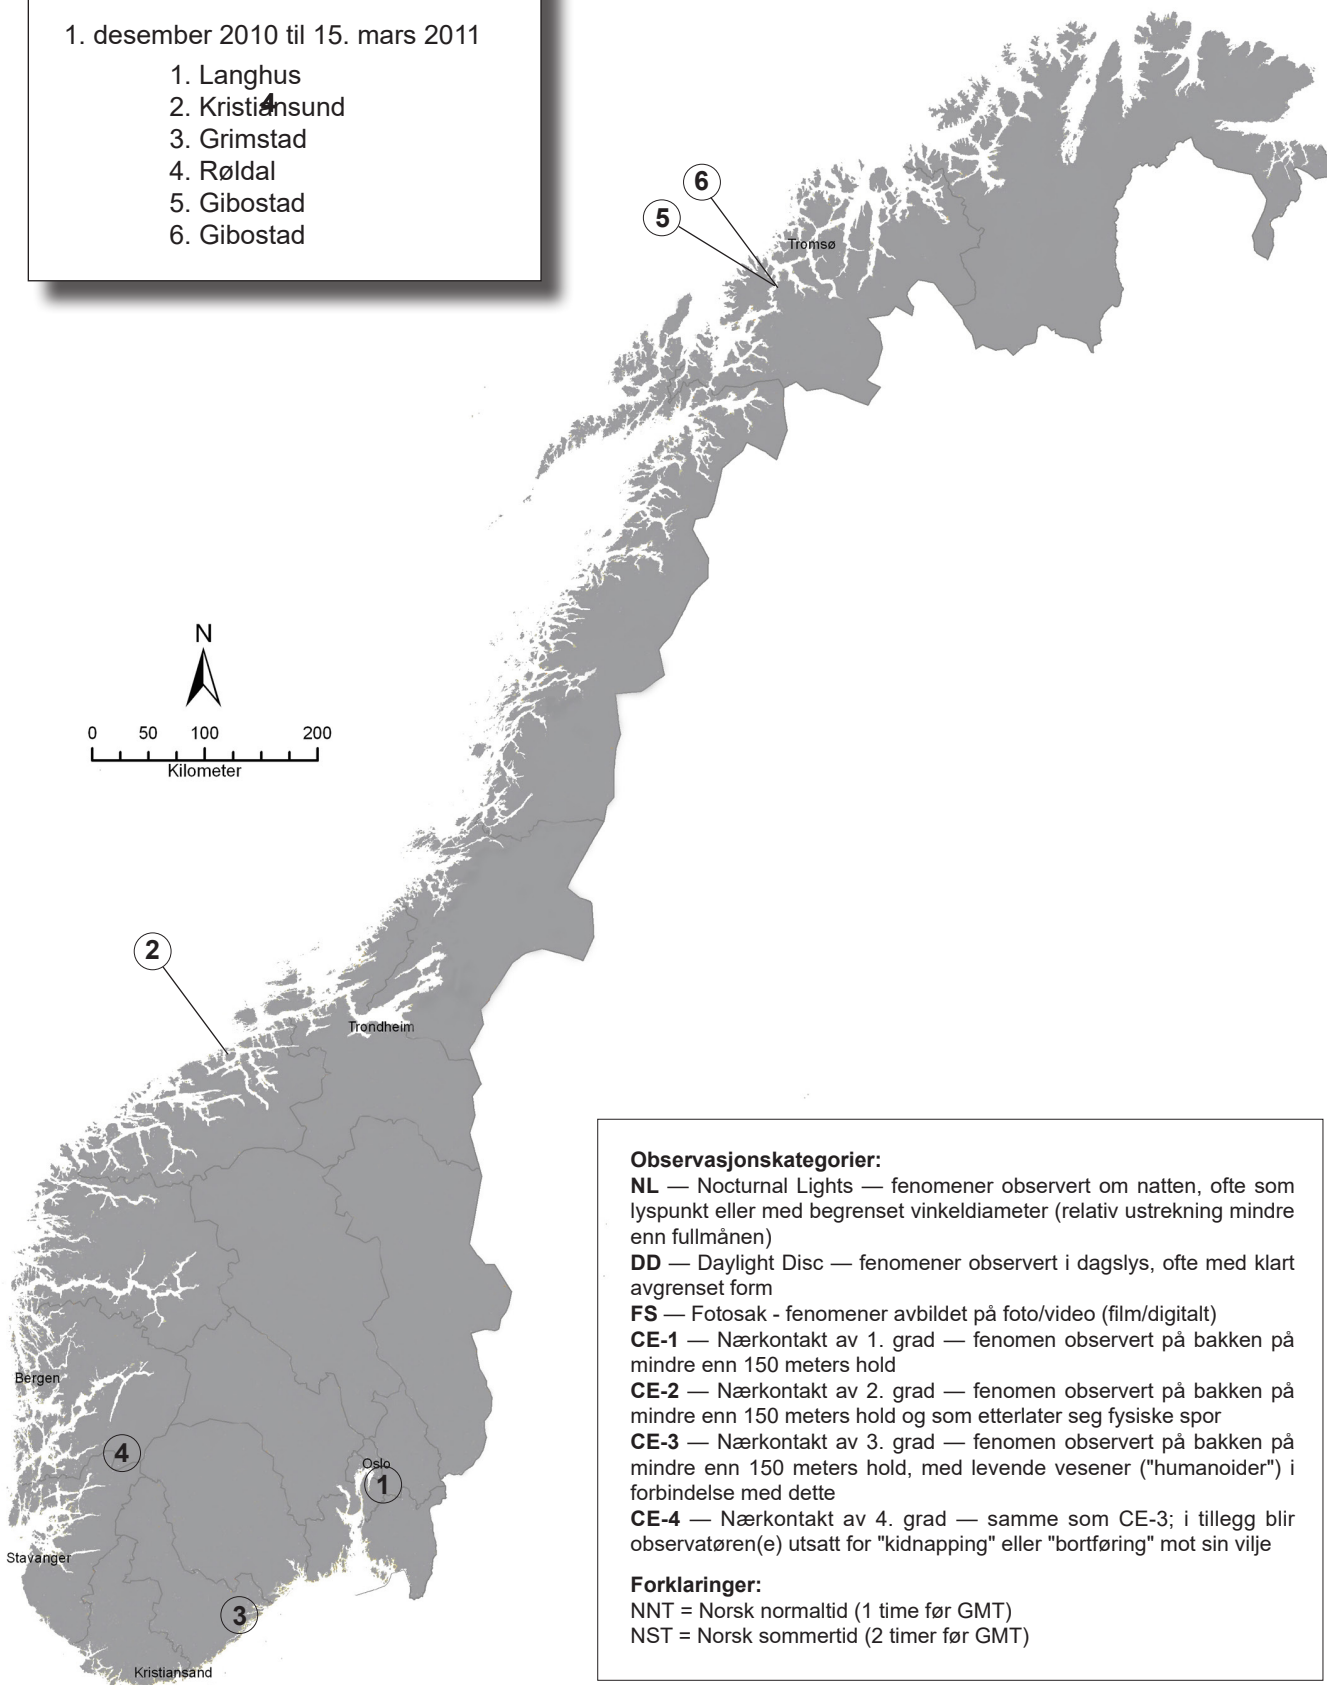 1. desember 2010 til 15. mars 2011
1. Langhus
2. Kristiansund
4
3. Grimstad
4. Røldal
5. Gibostad
6. Gibostad
6
5
Tromsø
N
0 50 100 200
Kilometer
2
Trondheim
Bergen
4
Oslo
1
Stavanger
3
Kristiansand
Observasjonskategorier:
NL — Nocturnal Lights — fenomener observert om natten, ofte som
lyspunkt eller med begrenset vinkeldiameter (relativ ustrekning mindre
enn fullmånen)
DD — Daylight Disc — fenomener observert i dagslys, ofte med klart
avgrenset form
FS — Fotosak - fenomener avbildet på foto/video (film/digitalt)
CE-1 — Nærkontakt av 1. grad — fenomen observert på bakken på
mindre enn 150 meters hold
CE-2 — Nærkontakt av 2. grad — fenomen observert på bakken på
mindre enn 150 meters hold og som etterlater seg fysiske spor
CE-3 — Nærkontakt av 3. grad — fenomen observert på bakken på
mindre enn 150 meters hold, med levende vesener ("humanoider") i
forbindelse med dette
CE-4 — Nærkontakt av 4. grad — samme som CE-3; i tillegg blir
observatøren(e) utsatt for "kidnapping" eller "bortføring" mot sin vilje
Forklaringer:
NNT = Norsk normaltid (1 time før GMT)
NST = Norsk sommertid (2 timer før GMT)